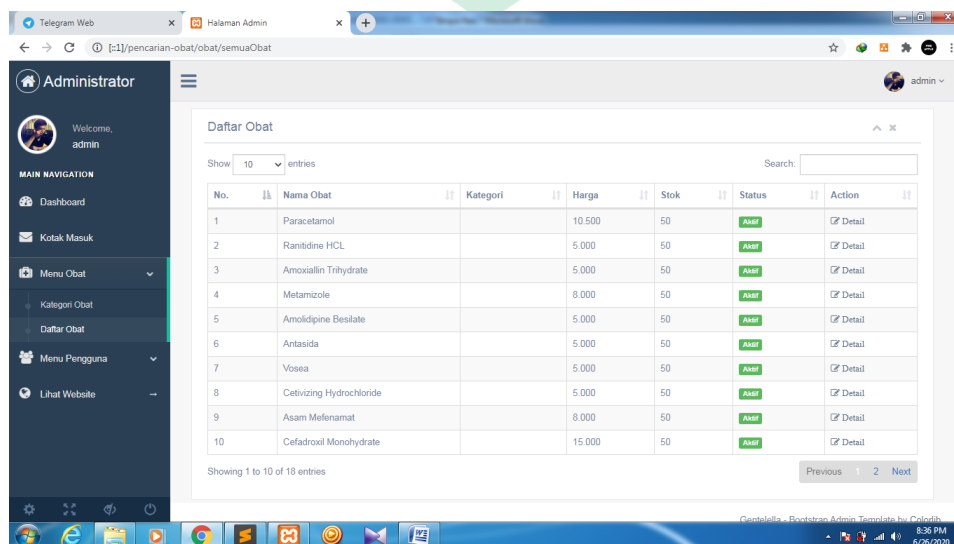 Telegram Web
Halaman Admin
[::1]/pencarian-obat/obat/semuaObat
Administrator
admin
Welcome,
admin
MAIN NAVIGATION
Dashboard
Kotak Masuk
Menu Obat
Kategori Obat
Daftar Obat
Menu Pengguna
Lihat Website
Daftar Obat
Show 10 entries Search:
No. Nama Obat Kategori Harga Stok Status Action
1 Paracetamol 10.500 50 Aktif Detail
2 Ranitidine HCL 5.000 50 Aktif Detail
3 Amoxiallin Trihydrate 5.000 50 Aktif Detail
4 Metamizole 8.000 50 Aktif Detail
5 Amolidipine Besilate 5.000 50 Aktif Detail
6 Antasida 5.000 50 Aktif Detail
7 Vosea 5.000 50 Aktif Detail
8 Cetivizing Hydrochloride 5.000 50 Aktif Detail
9 Asam Mefenamat 8.000 50 Aktif Detail
10 Cefadroxil Monohydrate 15.000 50 Aktif Detail
Showing 1 to 10 of 18 entries
Previous 1 2 Next
Gentelella - Bootstrap Admin Template by Colorlib
8:36 PM
6/26/2020